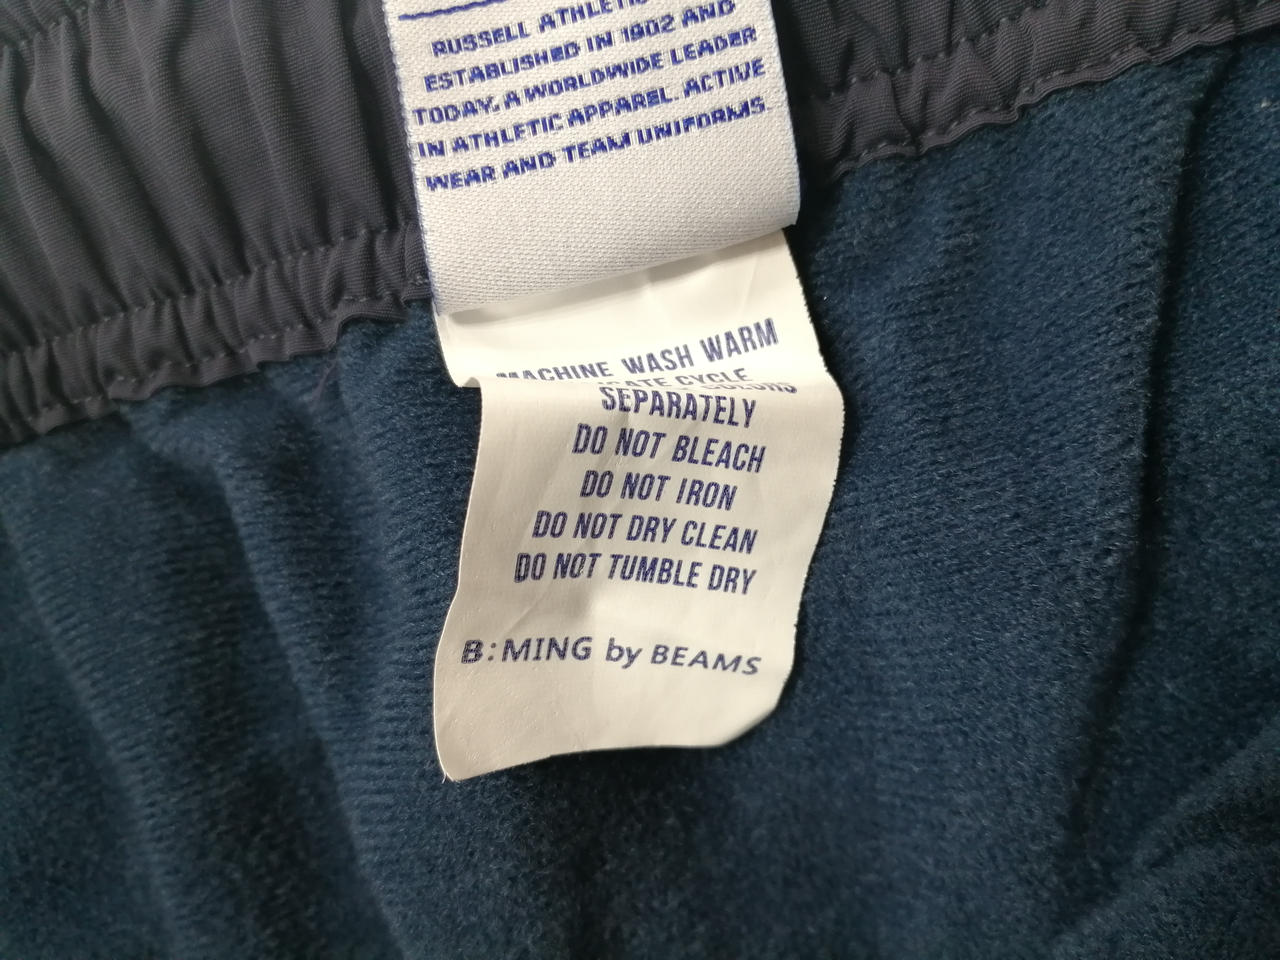 RUSSELL ATHLETIC
ESTABLISHED IN 1902 AND
TODAY, A WORLDWIDE LEADER
IN ATHLETIC APPAREL. ACTIVE
WEAR AND TEAM UNIFORMS.
MACHINE WASH WARM
CYCLE
SEPARATELY
DO NOT BLEACH
DO NOT IRON
DO NOT DRY CLEAN
DO NOT TUMBLE DRY
B:MING by BEAMS